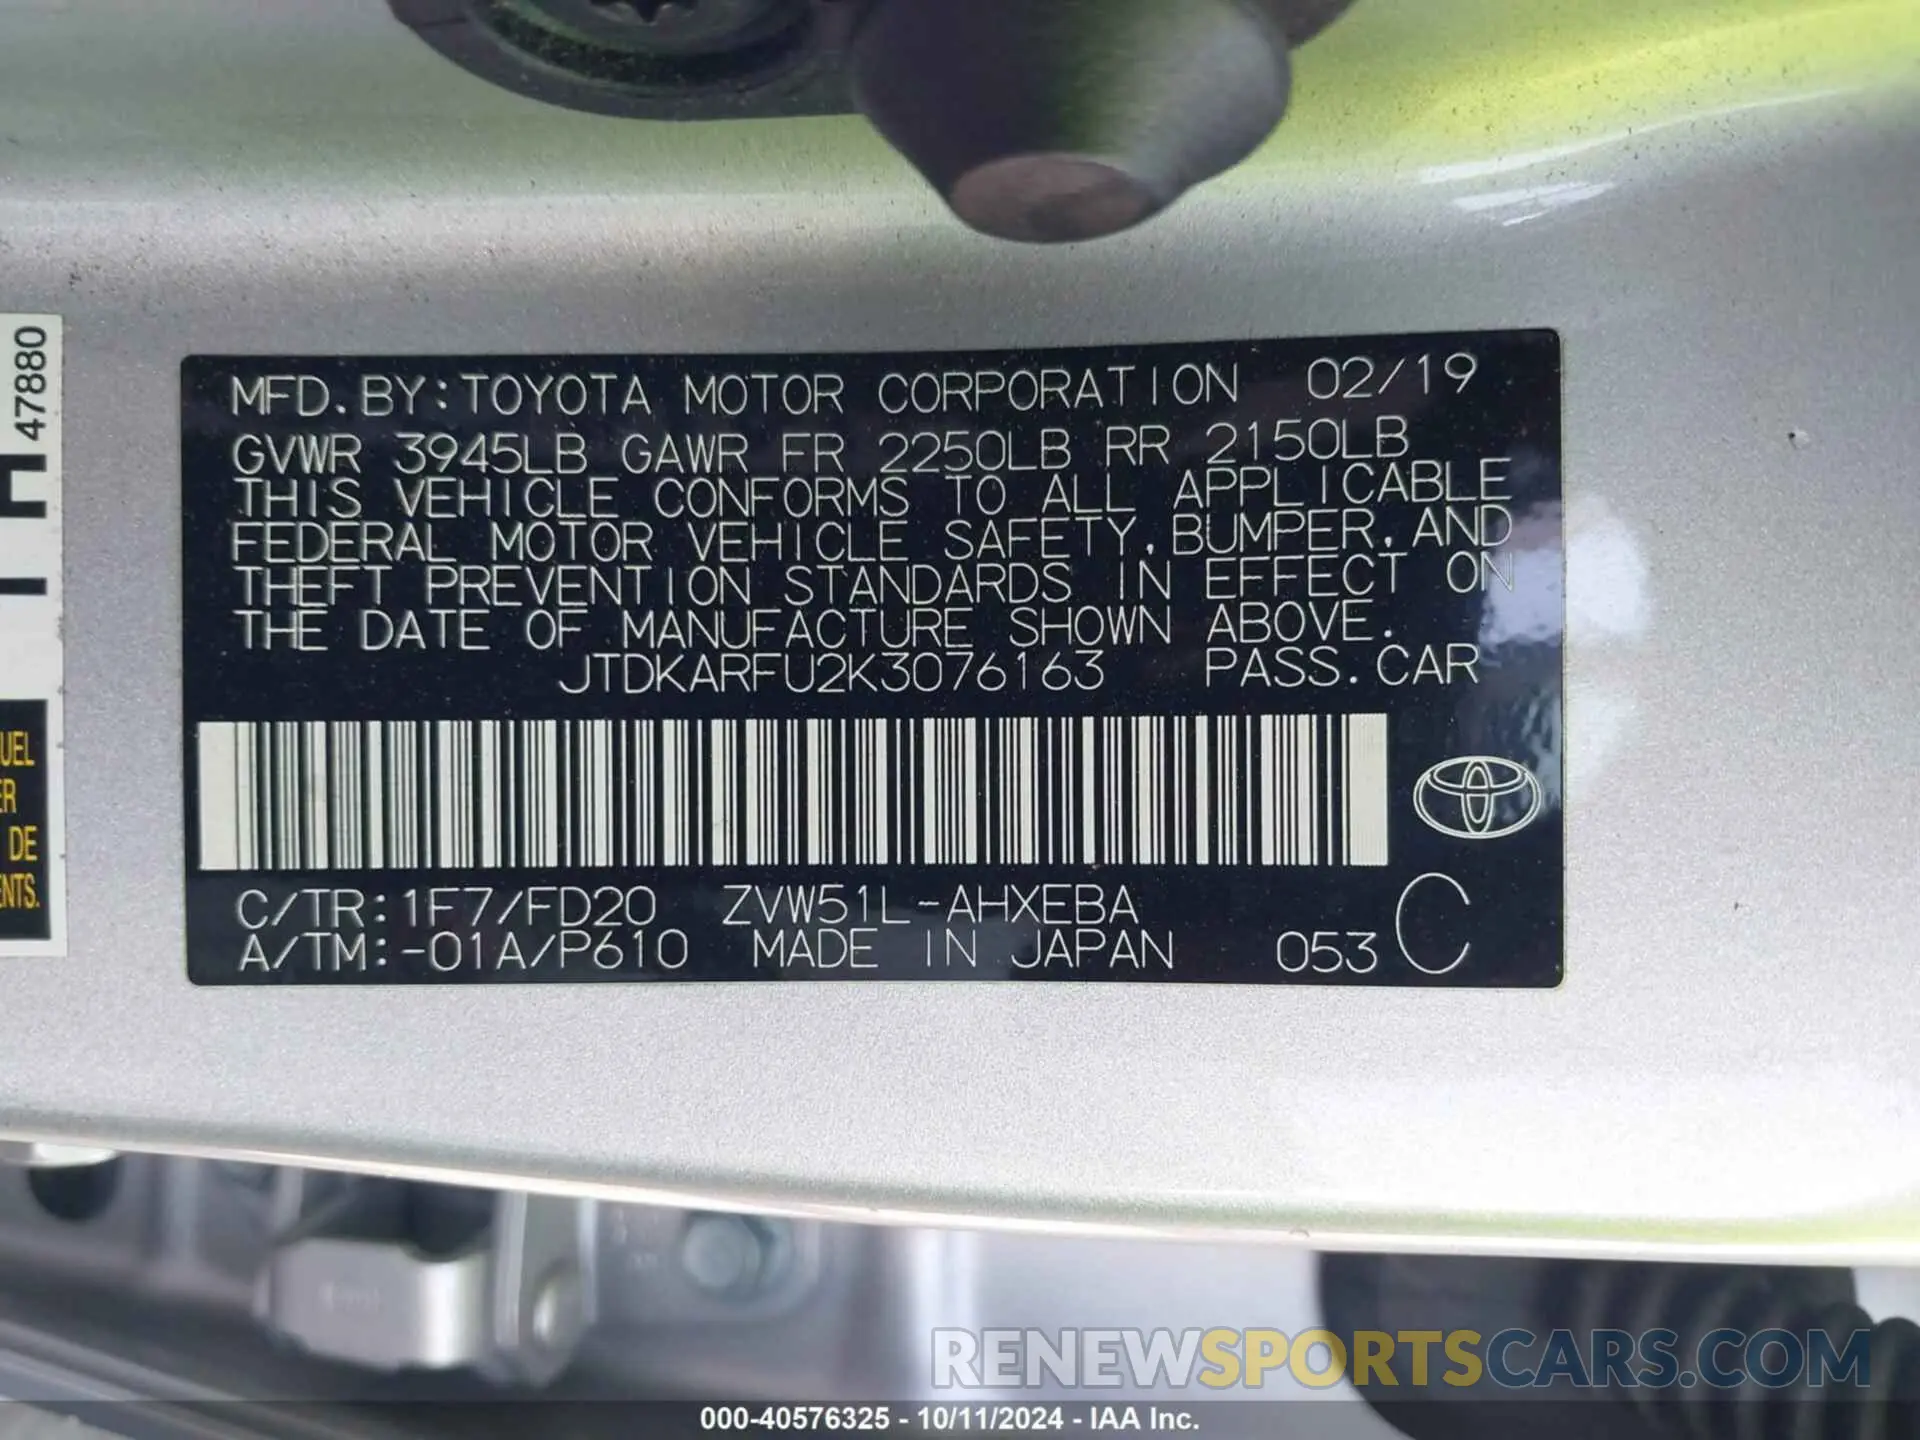 47880
H
UEL
ER
DE
ENTS.
MFD. BY: TOYOTA MOTOR CORPORATION 02/19
GVWR 3945LB GAWR FR 2250LB RR 2150LB
THIS VEHICLE CONFORMS TO ALL APPLICABLE
FEDERAL MOTOR VEHICLE SAFETY, BUMPER, AND
THEFT PREVENTION STANDARDS IN EFFECT ON
THE DATE OF MANUFACTURE SHOWN ABOVE.
JTDKARFU2K3076163 PASS. CAR
C/TR: 1F7/FD20 ZVW51L-AHXEBA
A/TM:-01A/P610 MADE IN JAPAN 053 C
RENEWSPORTSCARS.COM
000-40576325 - 10/11/2024 - IAA Inc.